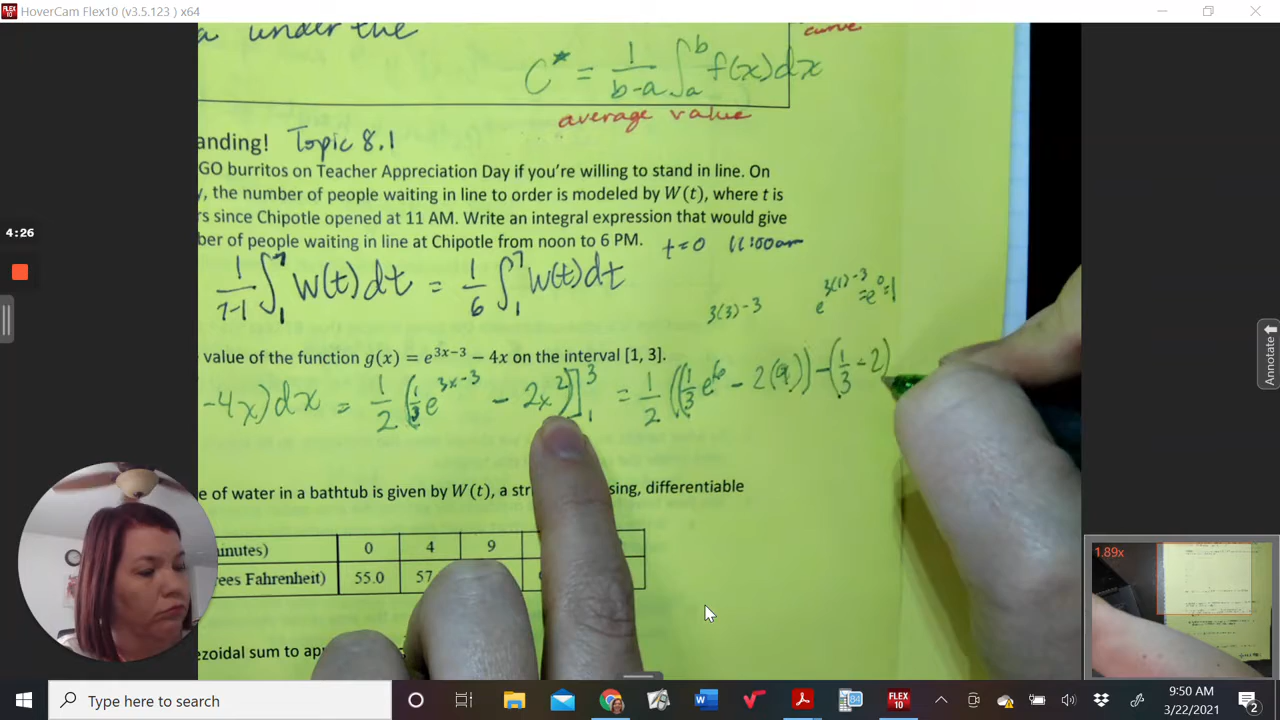 HoverCam Flex10 (v3.5.123) x64
a under the
curve
C* = 1/(b-a) ∫_a^b f(x)dx
average value
anding! Topic 8.1
GO burritos on Teacher Appreciation Day if you're willing to stand in line. On
y, the number of people waiting in line to order is modeled by W(t), where t is
rs since Chipotle opened at 11 AM. Write an integral expression that would give
ber of people waiting in line at Chipotle from noon to 6 PM. t=0 11:00am
1/(7-1) ∫_1^7 W(t)dt = 1/6 ∫_1^7 W(t)dt
3(3)-3 e^(3(1)-3) = e^0 = 1
value of the function g(x) = e^(3x-3) − 4x on the interval [1, 3].
-4x)dx = 1/2 (1/3 e^(3x-3) - 2x^2)]_1^3 = 1/2 ((1/3 e^6 - 2(9)) - (1/3 - 2)
e of water in a bathtub is given by W(t), a str sing, differentiable
inutes) 0 4 9
rees Fahrenheit) 55.0 57
ezoidal sum to ap
4:26
Annotate
1.89x
FLEX 10
Type here to search
9:50 AM
3/22/2021
2